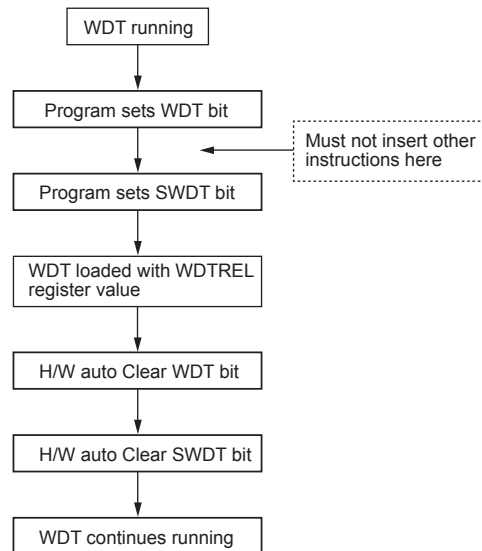 WDT running
Program sets WDT bit
Must not insert other
instructions here
Program sets SWDT bit
WDT loaded with WDTREL
register value
H/W auto Clear WDT bit
H/W auto Clear SWDT bit
WDT continues running